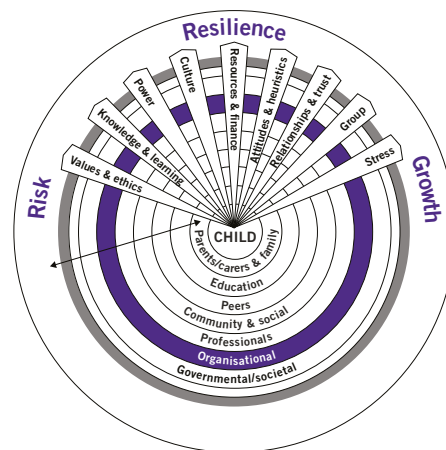 Resilience
Risk
Growth
Values & ethics
Knowledge & learning
Power
Culture
Resources & finance
Attitudes & heuristics
Relationships & trust
Group
Stress
CHILD
Parents/carers & family
Education
Peers
Community & social
Professionals
Organisational
Governmental/societal